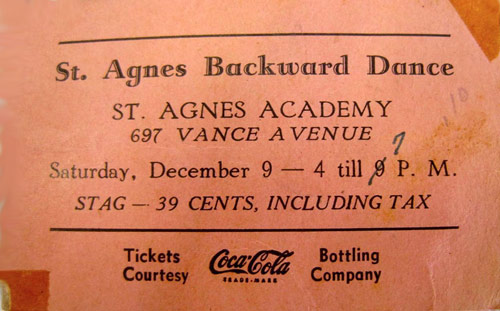 St. Agnes Backward Dance
ST. AGNES ACADEMY
697 VANCE AVENUE
Saturday, December 9 — 4 till 9 7 P. M.
STAG — 39 CENTS, INCLUDING TAX
Tickets Courtesy Coca-Cola TRADE-MARK Bottling Company